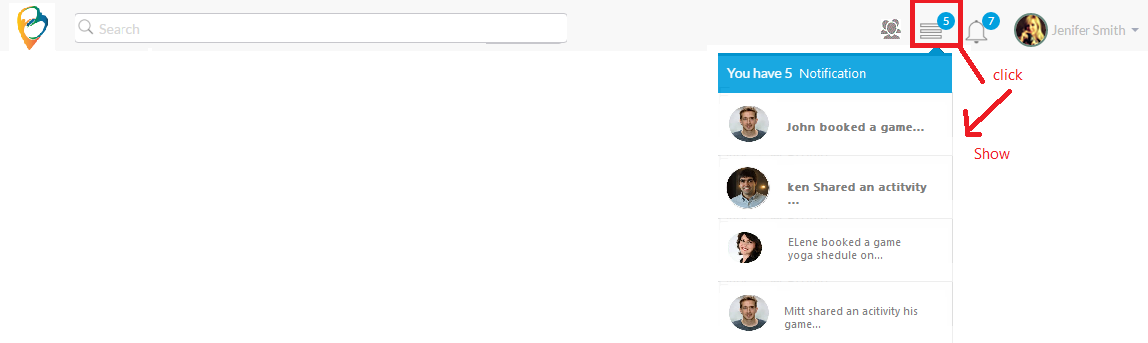 Search
5
7
Jenifer Smith
click
You have 5 Notification
John booked a game...
Show
ken Shared an actitvity
...
ELene booked a game
yoga shedule on...
Mitt shared an acitivity his
game...